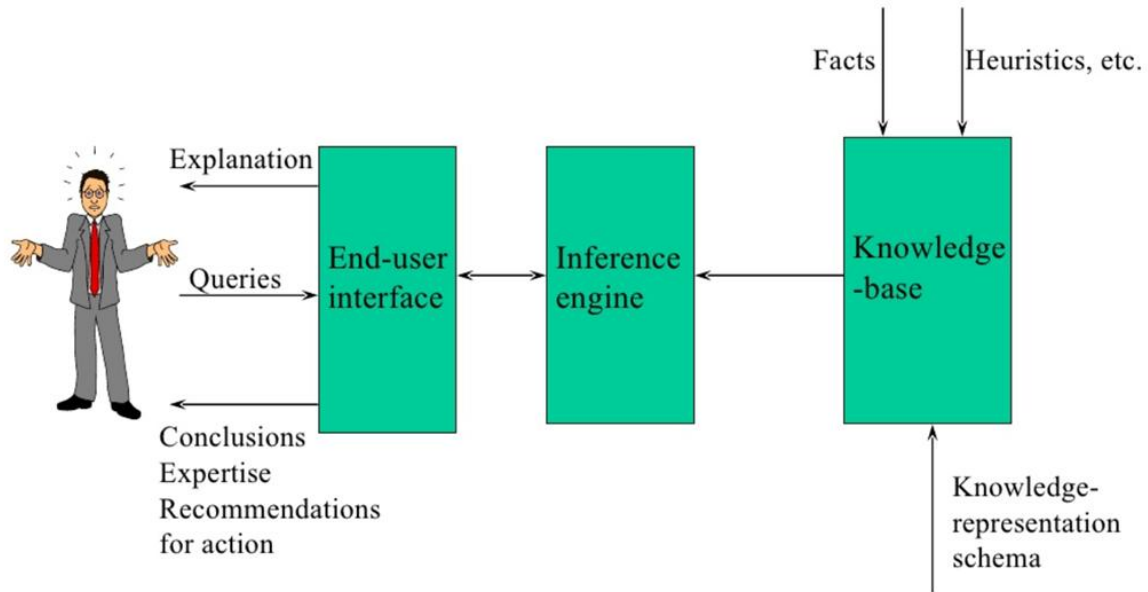 Facts
Heuristics, etc.
Explanation
Queries
End-user
interface
Inference
engine
Knowledge
-base
Conclusions
Expertise
Recommendations
for action
Knowledge-
representation
schema